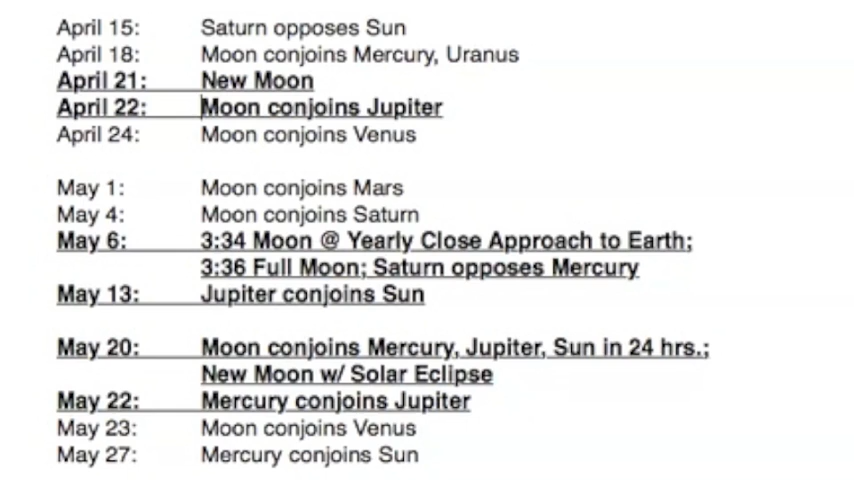 April 15: Saturn opposes Sun
April 18: Moon conjoins Mercury, Uranus
April 21: New Moon
April 22: Moon conjoins Jupiter
April 24: Moon conjoins Venus
May 1: Moon conjoins Mars
May 4: Moon conjoins Saturn
May 6: 3:34 Moon @ Yearly Close Approach to Earth;
3:36 Full Moon; Saturn opposes Mercury
May 13: Jupiter conjoins Sun
May 20: Moon conjoins Mercury, Jupiter, Sun in 24 hrs.;
New Moon w/ Solar Eclipse
May 22: Mercury conjoins Jupiter
May 23: Moon conjoins Venus
May 27: Mercury conjoins Sun